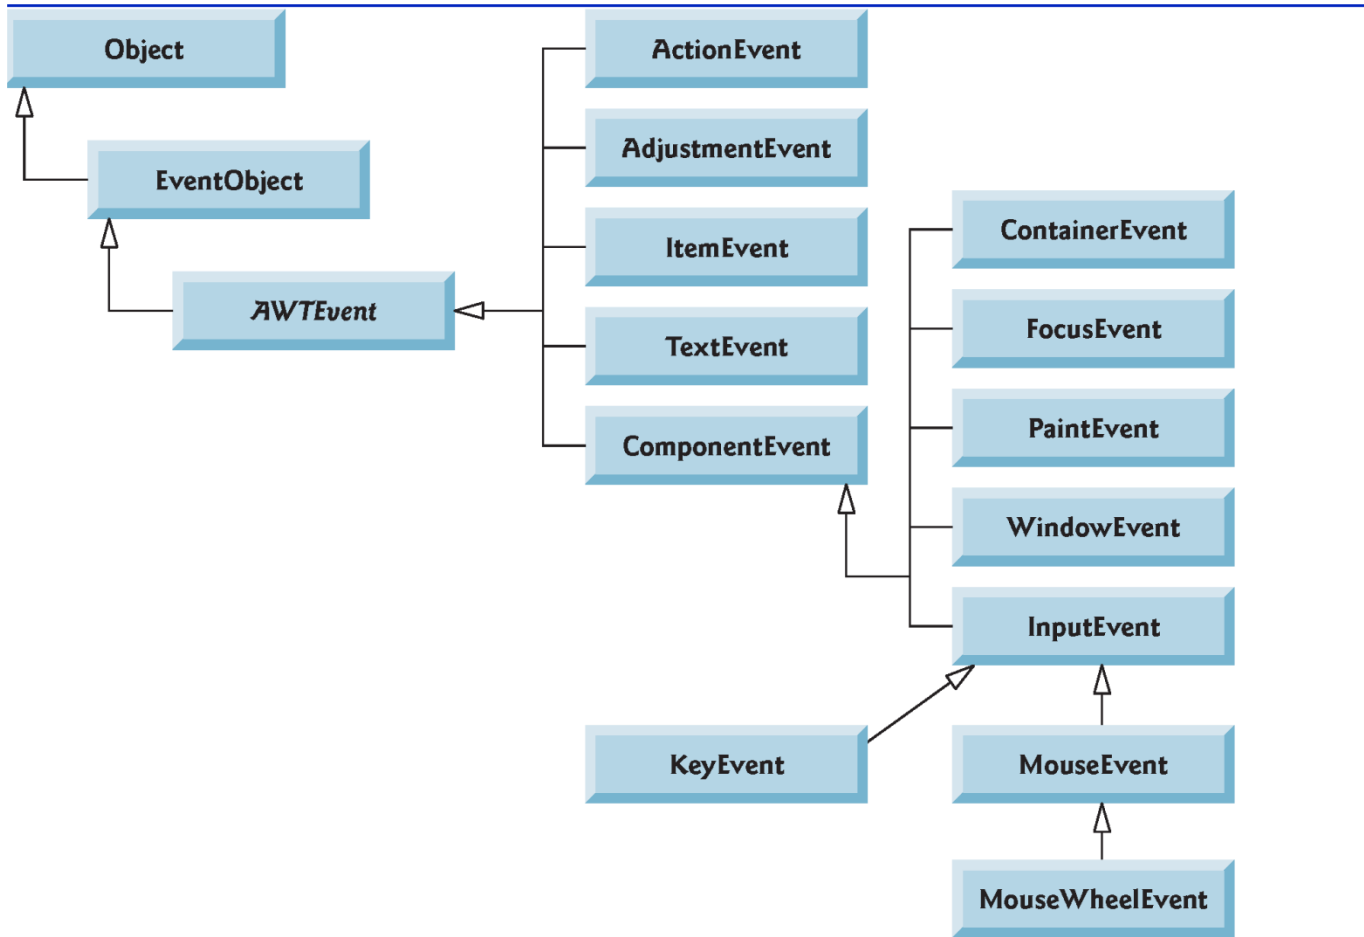 Object
EventObject
AWTEvent
ActionEvent
AdjustmentEvent
ItemEvent
TextEvent
ComponentEvent
ContainerEvent
FocusEvent
PaintEvent
WindowEvent
InputEvent
KeyEvent
MouseEvent
MouseWheelEvent